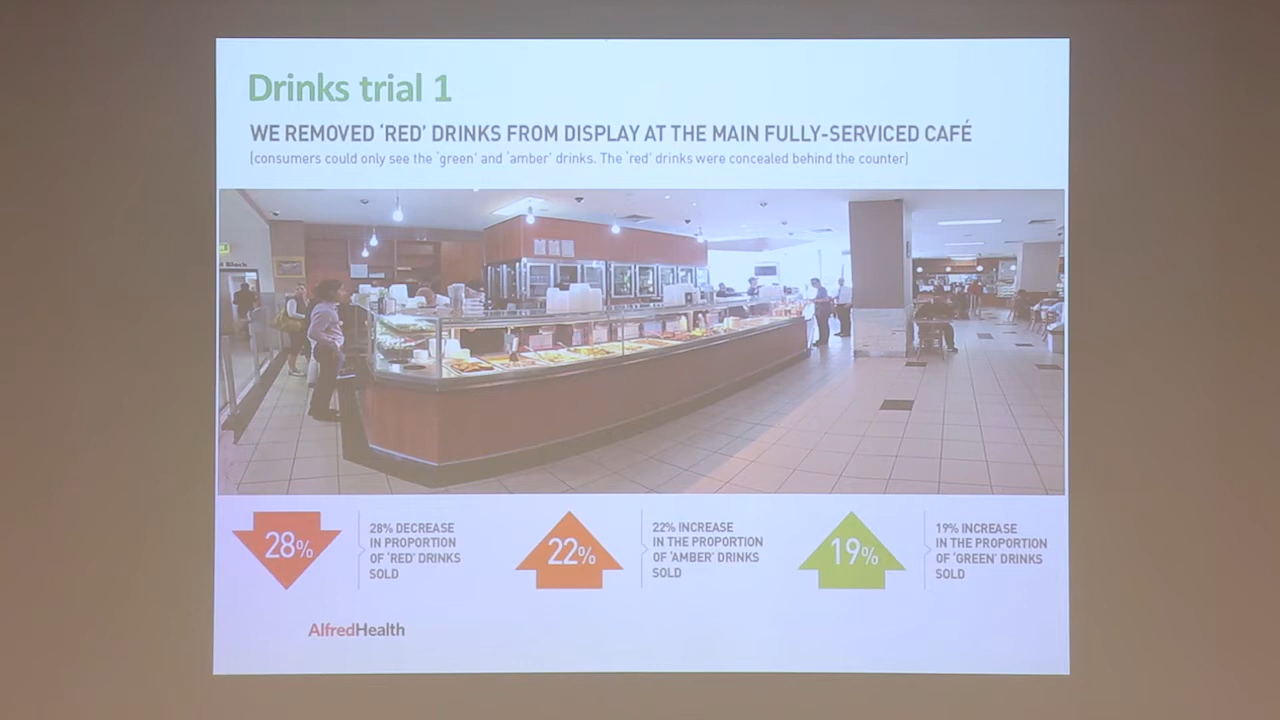 Drinks trial 1
WE REMOVED ‘RED’ DRINKS FROM DISPLAY AT THE MAIN FULLY-SERVICED CAFÉ
(consumers could only see the ‘green’ and ‘amber’ drinks. The ‘red’ drinks were concealed behind the counter)
Block
28%
28% DECREASE
IN PROPORTION
OF ‘RED’ DRINKS
SOLD
22%
22% INCREASE
IN THE PROPORTION
OF ‘AMBER’ DRINKS
SOLD
19%
19% INCREASE
IN THE PROPORTION
OF ‘GREEN’ DRINKS
SOLD
AlfredHealth